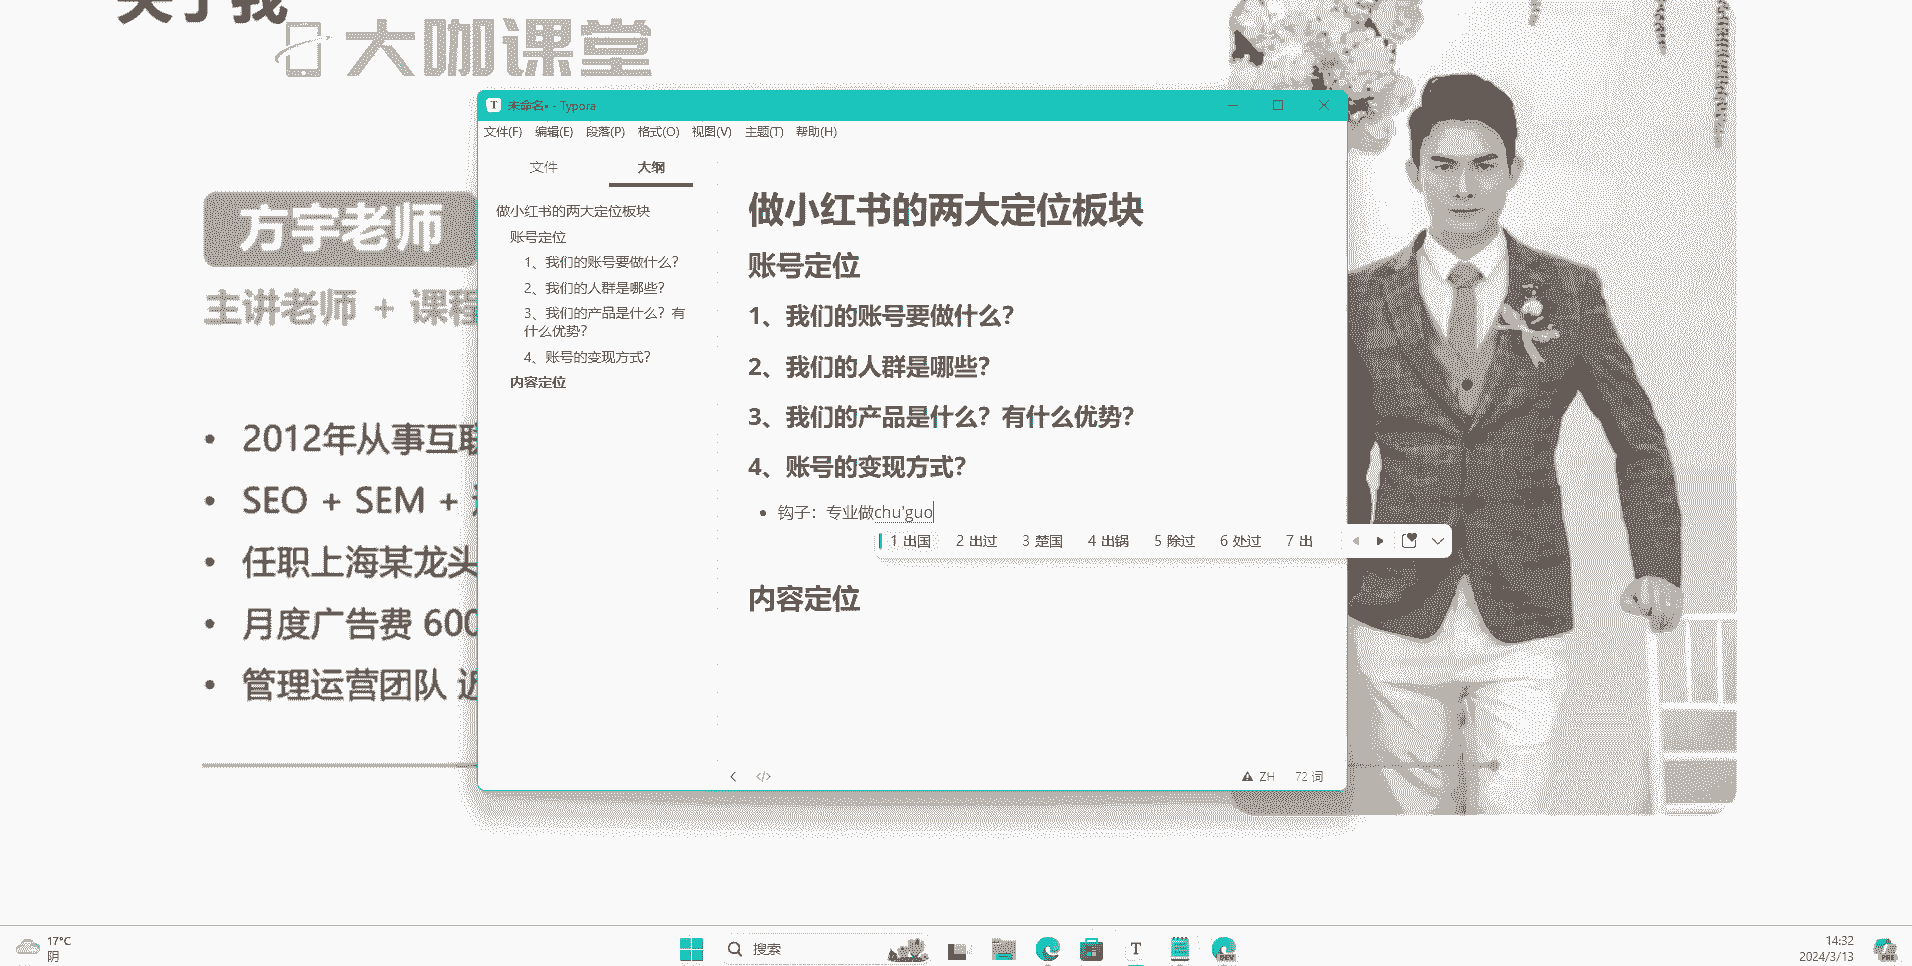 关于我
大咖课堂
方宇老师
主讲老师 + 课程
2012年从事互联
SEO + SEM +
任职上海某龙头
月度广告费 600
管理运营团队 近
T 未命名• - Typora
文件(F) 编辑(E) 段落(P) 格式(O) 视图(V) 主题(T) 帮助(H)
文件 大纲
做小红书的两大定位板块
账号定位
1、我们的账号要做什么？
2、我们的人群是哪些？
3、我们的产品是什么？有
什么优势？
4、账号的变现方式？
内容定位
做小红书的两大定位板块
账号定位
1、我们的账号要做什么？
2、我们的人群是哪些？
3、我们的产品是什么？有什么优势？
4、账号的变现方式？
钩子：专业做chu'guo
1 出国 2 出过 3 楚国 4 出锅 5 除过 6 处过 7 出
内容定位
</> ZH 72 词
17°C
阴
搜索
T
DEV
14:32
2024/3/13
PRE